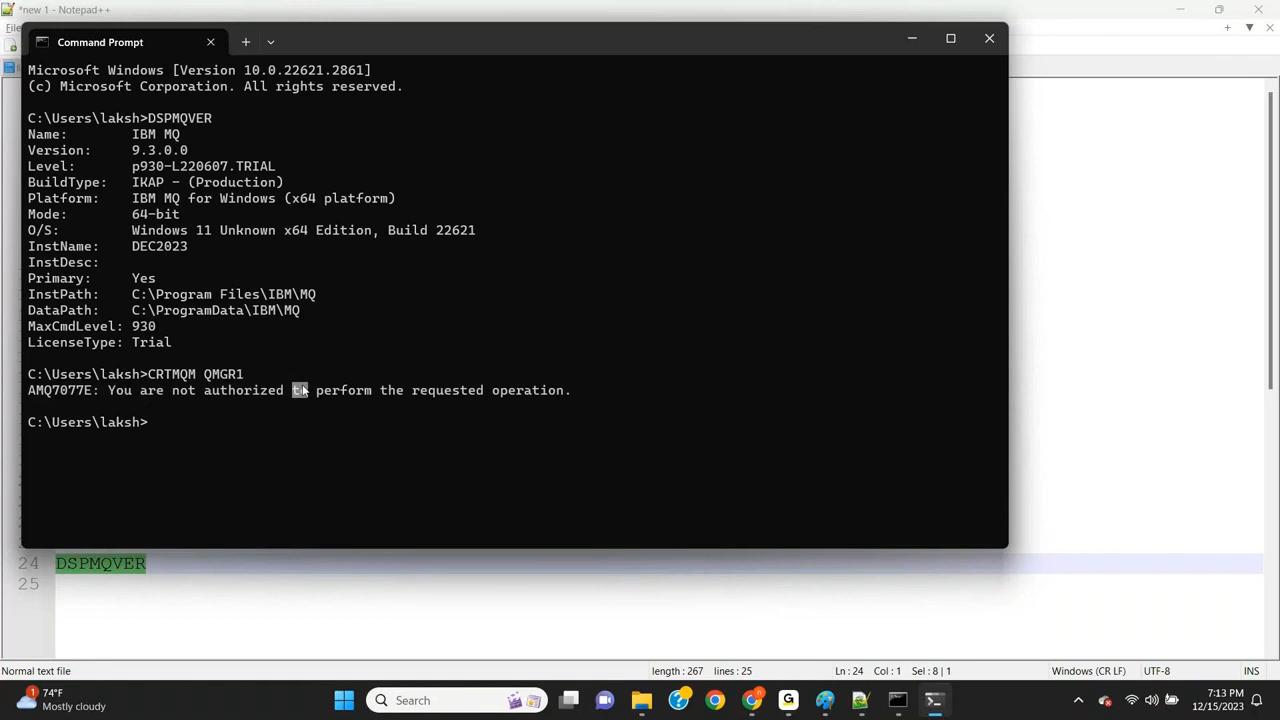 *new 1 - Notepad++
File
Command Prompt
Microsoft Windows [Version 10.0.22621.2861]
(c) Microsoft Corporation. All rights reserved.
C:\Users\laksh>DSPMQVER
Name: IBM MQ
Version: 9.3.0.0
Level: p930-L220607.TRIAL
BuildType: IKAP - (Production)
Platform: IBM MQ for Windows (x64 platform)
Mode: 64-bit
O/S: Windows 11 Unknown x64 Edition, Build 22621
InstName: DEC2023
InstDesc:
Primary: Yes
InstPath: C:\Program Files\IBM\MQ
DataPath: C:\ProgramData\IBM\MQ
MaxCmdLevel: 930
LicenseType: Trial
C:\Users\laksh>CRTMQM QMGR1
AMQ7077E: You are not authorized to perform the requested operation.
C:\Users\laksh>
24 DSPMQVER
25
Normal text file length : 267 lines : 25 Ln : 24 Col : 1 Sel : 8 | 1 Windows (CR LF) UTF-8 INS
1
74°F
Mostly cloudy
Search
7:13 PM
12/15/2023